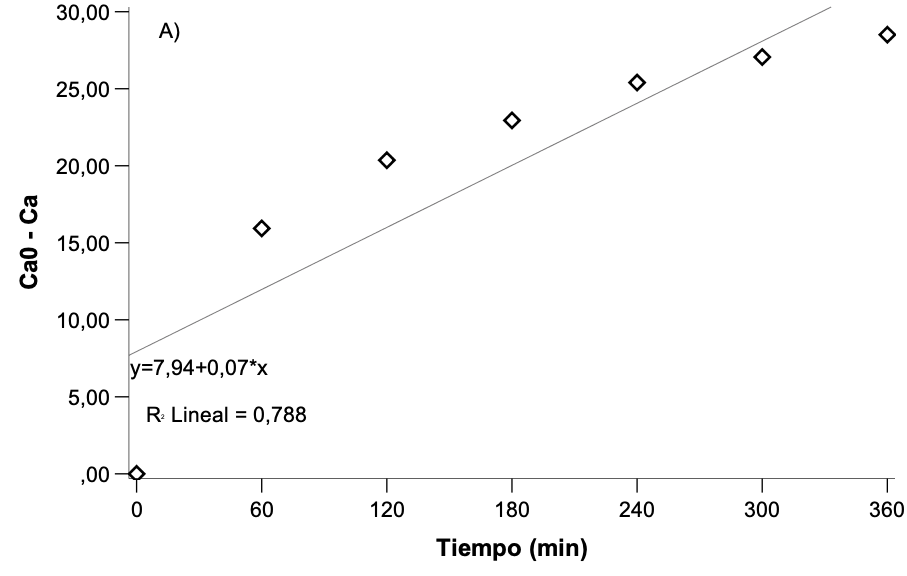 A)
30,00
25,00
20,00
15,00
10,00
5,00
,00
Ca0 - Ca
y=7,94+0,07*x
R2 Lineal = 0,788
0 60 120 180 240 300 360
Tiempo (min)